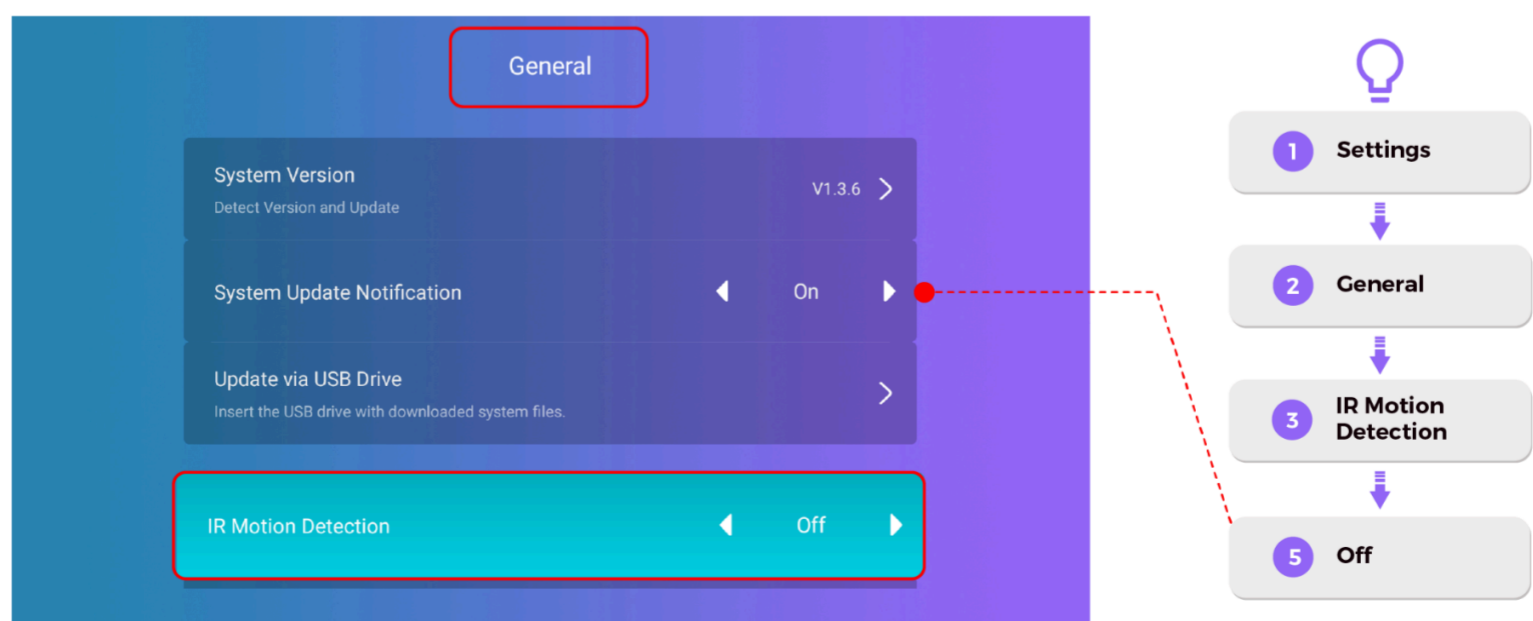 General
System Version
V1.3.6
Detect Version and Update
System Update Notification
On
Update via USB Drive
Insert the USB drive with downloaded system files.
IR Motion Detection
Off
1 Settings
2 General
3 IR Motion
Detection
5 Off